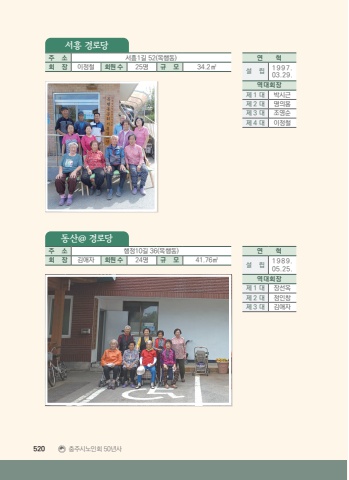 서흥 경로당
주 소 서흥1길 52(목행동)
회 장 이정철 회원수 25명 규 모 34.2㎡
연 혁
설 립 1997. 03.29.
역대회장
제1대 박시근
제2대 명의용
제3대 조명순
제4대 이정철
동산@ 경로당
주 소 행정10길 36(목행동)
회 장 김애자 회원수 24명 규 모 41.76㎡
연 혁
설 립 1989. 05.25.
역대회장
제1대 장선옥
제2대 정인창
제3대 김애자
520 충주시노인회 50년사